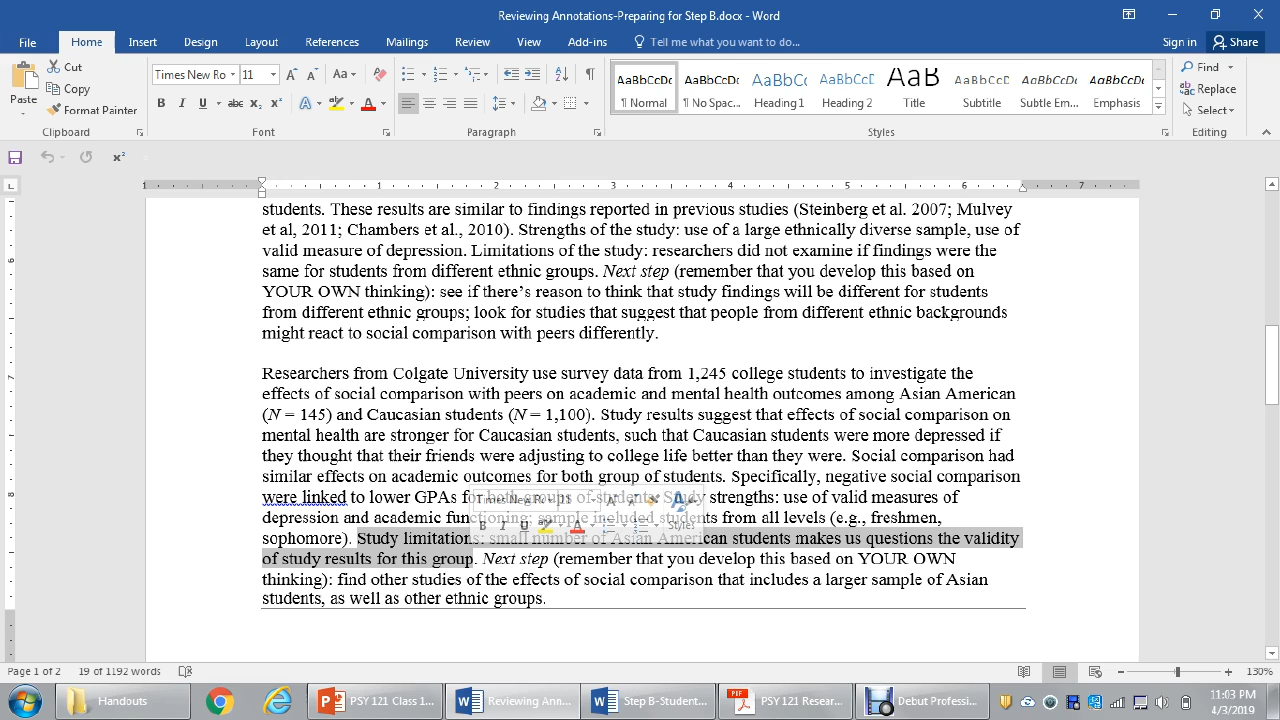 Reviewing Annotations-Preparing for Step B.docx - Word
File Home Insert Design Layout References Mailings Review View Add-ins Tell me what you want to do... Sign in Share
Paste Cut Copy Format Painter
Clipboard
Times New Ro 11
Font
Paragraph
AaBbCcDc ¶ Normal
AaBbCcDc ¶ No Spac...
AaBbCc Heading 1
AaBbCcD Heading 2
AaB Title
AaBbCcD Subtitle
AaBbCcDc Subtle Em...
AaBbCcDc Emphasis
Styles
Find
Replace
Select
Editing
1 1 2 3 4 5 6 7
students. These results are similar to findings reported in previous studies (Steinberg et al. 2007; Mulvey
et al, 2011; Chambers et al., 2010). Strengths of the study: use of a large ethnically diverse sample, use of
valid measure of depression. Limitations of the study: researchers did not examine if findings were the
same for students from different ethnic groups. Next step (remember that you develop this based on
YOUR OWN thinking): see if there’s reason to think that study findings will be different for students
from different ethnic groups; look for studies that suggest that people from different ethnic backgrounds
might react to social comparison with peers differently.
Researchers from Colgate University use survey data from 1,245 college students to investigate the
effects of social comparison with peers on academic and mental health outcomes among Asian American
(N = 145) and Caucasian students (N = 1,100). Study results suggest that effects of social comparison on
mental health are stronger for Caucasian students, such that Caucasian students were more depressed if
they thought that their friends were adjusting to college life better than they were. Social comparison had
similar effects on academic outcomes for both group of students. Specifically, negative social comparison
were linked to lower GPAs for both groups of students. Study strengths: use of valid measures of
depression and academic functioning; sample included students from all levels (e.g., freshmen,
sophomore). Study limitations: small number of Asian American students makes us questions the validity
of study results for this group. Next step (remember that you develop this based on YOUR OWN
thinking): find other studies of the effects of social comparison that includes a larger sample of Asian
students, as well as other ethnic groups.
Times New Ro 11
Styles
Page 1 of 2 19 of 1192 words 130%
Handouts PSY 121 Class 1... Reviewing Ann... Step B-Student... PSY 121 Resear... Debut Professi...
11:03 PM
4/3/2019